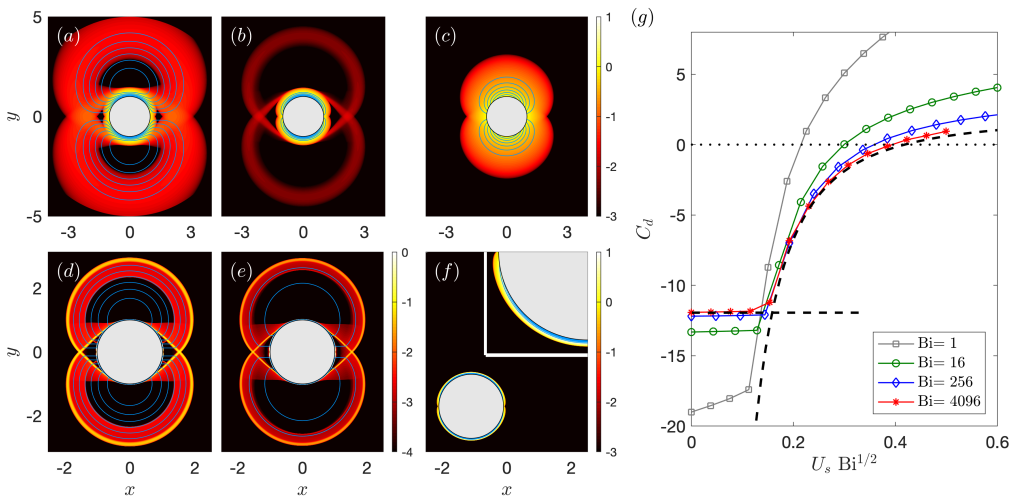 (a)
(b)
(c)
(g)
5
0
-5
y
-3 0 3
-3 0 3
-3 0 3
1
0
-1
-2
-3
(d)
(e)
(f)
2
0
-2
y
-2 0 2
-2 0 2
-2 0 2
x
x
x
0
-1
-2
-3
-4
1
0
-1
-2
-3
5
0
-5
-10
-15
-20
C_d
0 0.2 0.4 0.6
U_s Bi^{1/2}
Bi= 1
Bi= 16
Bi= 256
Bi= 4096